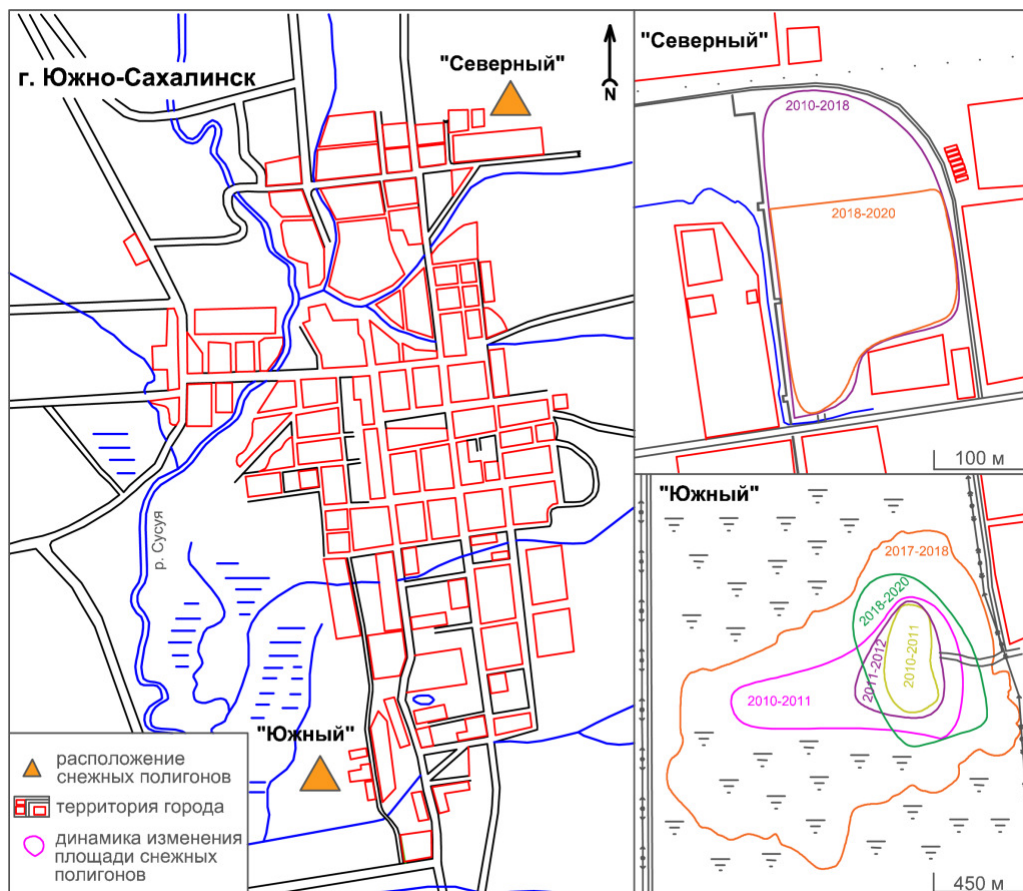 г. Южно-Сахалинск
"Северный"
N
р. Сусуя
"Южный"
расположение
снежных полигонов
территория города
динамика изменения
площади снежных
полигонов
"Северный"
2010-2018
2018-2020
100 м
"Южный"
2017-2018
2018-2020
2011-2012
2010-2011
2010-2011
450 м